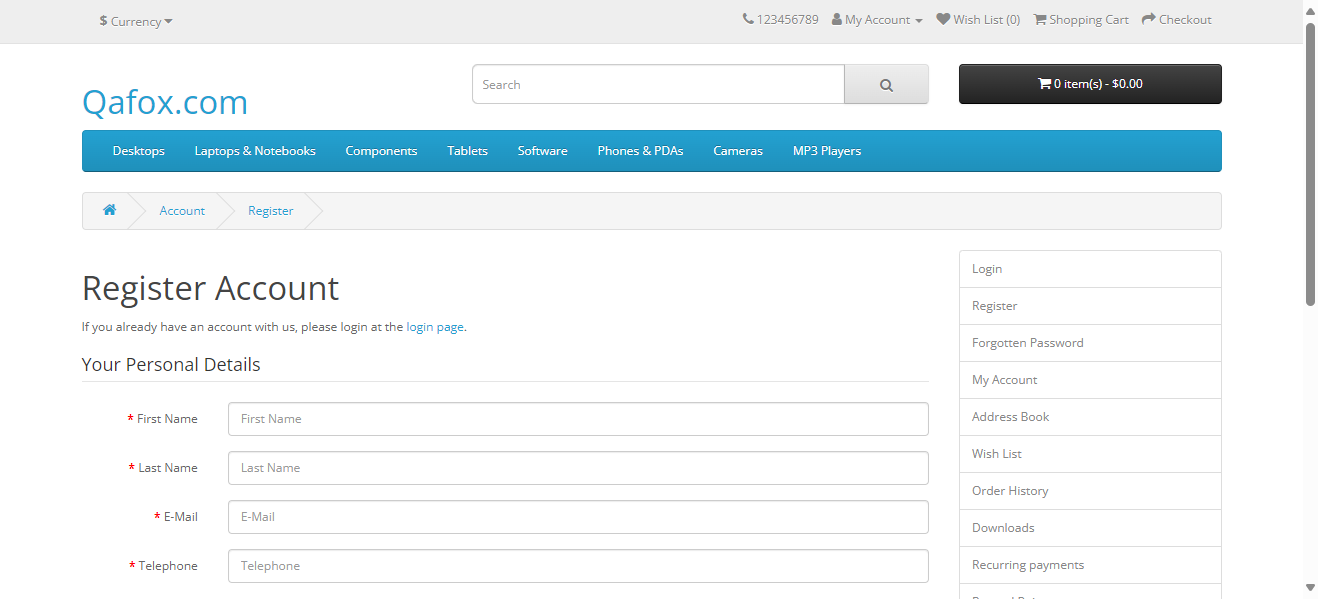 $ Currency
123456789 My Account Wish List (0) Shopping Cart Checkout
Qafox.com
Search
0 item(s) - $0.00
Desktops Laptops & Notebooks Components Tablets Software Phones & PDAs Cameras MP3 Players
Account Register
Register Account
If you already have an account with us, please login at the login page.
Your Personal Details
* First Name First Name
* Last Name Last Name
* E-Mail E-Mail
* Telephone Telephone
Login
Register
Forgotten Password
My Account
Address Book
Wish List
Order History
Downloads
Recurring payments